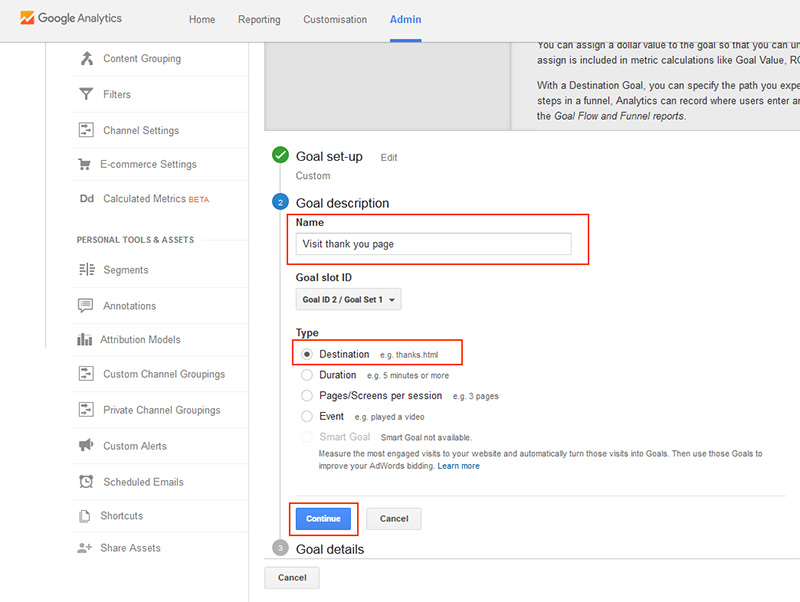 Google Analytics
Home
Reporting
Customisation
Admin
Content Grouping
Filters
Channel Settings
E-commerce Settings
Dd Calculated Metrics BETA
PERSONAL TOOLS & ASSETS
Segments
Annotations
Attribution Models
Custom Channel Groupings
Private Channel Groupings
Custom Alerts
Scheduled Emails
Shortcuts
Share Assets
You can assign a dollar value to the goal so that you can
assign is included in metric calculations like Goal Value,
With a Destination Goal, you can specify the path you
steps in a funnel, Analytics can record where users enter
the Goal Flow and Funnel reports.
Goal set-up Edit
Custom
2 Goal description
Name
Visit thank you page
Goal slot ID
Goal ID 2 / Goal Set 1
Type
Destination e.g. thanks.html
Duration e.g. 5 minutes or more
Pages/Screens per session e.g. 3 pages
Event e.g. played a video
Smart Goal Smart Goal not available.
Measure the most engaged visits to your website and automatically turn those visits into Goals. Then use those Goals to
improve your AdWords bidding. Learn more
Continue Cancel
3 Goal details
Cancel